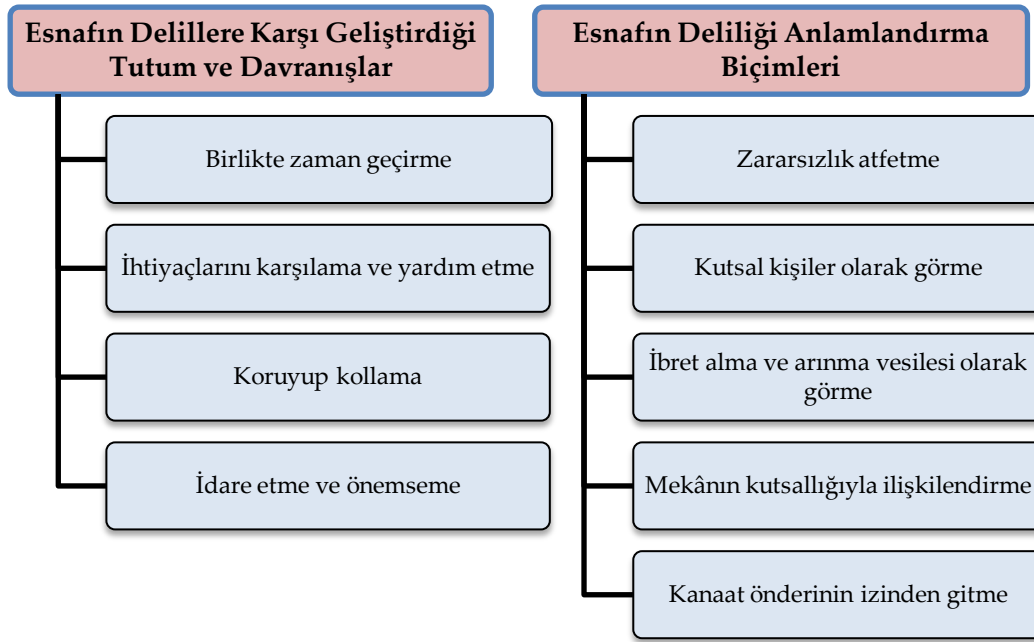 Esnafın Delillere Karşı Geliştirdiği
Tutum ve Davranışlar
Birlikte zaman geçirme
İhtiyaçlarını karşılama ve yardım etme
Koruyup kollama
İdare etme ve önemseme
Esnafın Deliliği Anlamlandırma
Biçimleri
Zararsızlık atfetme
Kutsal kişiler olarak görme
İbret alma ve arınma vesilesi olarak
görme
Mekânın kutsallığıyla ilişkilendirme
Kanaat önderinin izinden gitme